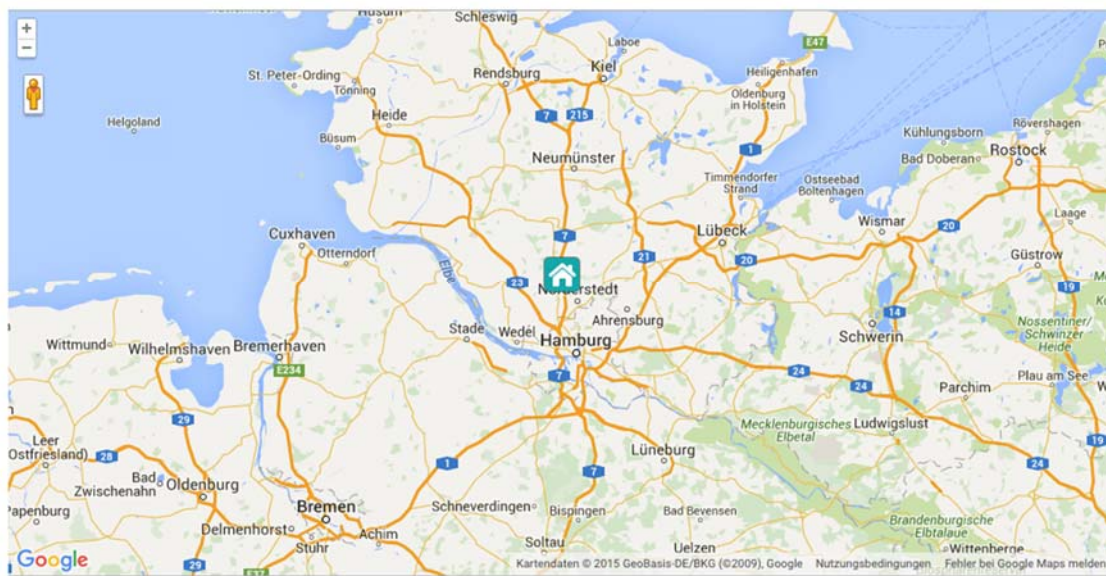 Husum
Schleswig
+
−
Laboe
E47
Kiel
Rendsburg
Heiligenhafen
St. Peter-Ording
Tönning
Oldenburg
in Holstein
Heide
7
215
Helgoland
Büsum
Kühlungsborn
Rövershagen
1
Rostock
Neumünster
Bad Doberan
Timmendorfer
Strand
Ostseebad
Boltenhagen
Laage
Wismar
20
Cuxhaven
7
Lübeck
Otterndorf
21
20
Güstrow
Elbe
23
19
Norderstedt
14
Ahrensburg
Nossentiner/
Schwinzer
Heide
Stade
Wedel
Schwerin
Hamburg
Wittmund
Wilhelmshaven
Bremerhaven
E234
7
24
24
Plau am See
Parchim
29
Mecklenburgisches
Elbetal
Ludwigslust
Leer
Ostfriesland)
28
1
Lüneburg
19
24
7
Bad
Zwischenahn
Oldenburg
Bremen
Schneverdingen
Bispingen
Bad Bevensen
Papenburg
Delmenhorst
Achim
Brandenburgische
Elbtalaue
Stuhr
Soltau
Uelzen
Wittenberge
Google
29
E37
Kartendaten © 2015 GeoBasis-DE/BKG (©2009), Google Nutzungsbedingungen Fehler bei Google Maps melden